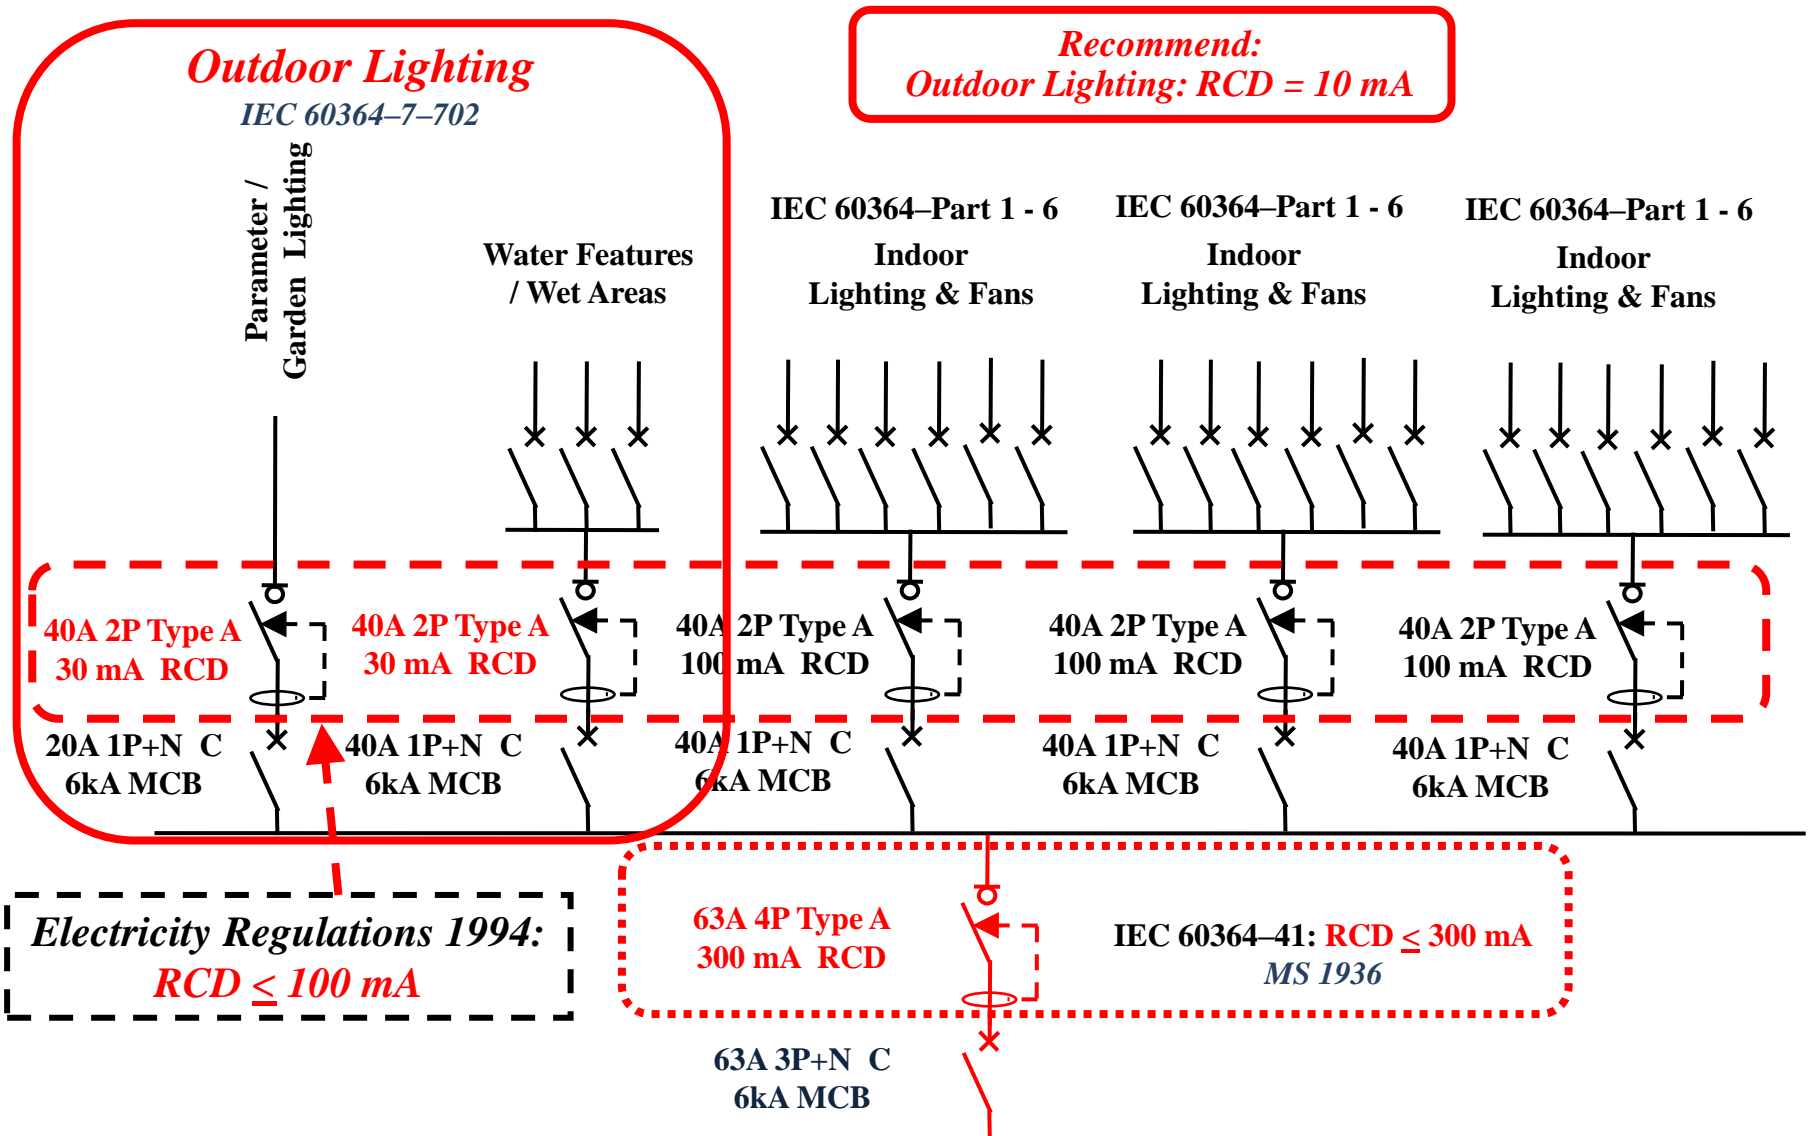 Outdoor Lighting
IEC 60364–7–702
Recommend:
Outdoor Lighting: RCD = 10 mA
Parameter /
Garden Lighting
Water Features
/ Wet Areas
IEC 60364–Part 1 - 6
Indoor
Lighting & Fans
IEC 60364–Part 1 - 6
Indoor
Lighting & Fans
IEC 60364–Part 1 - 6
Indoor
Lighting & Fans
40A 2P Type A
30 mA RCD
40A 2P Type A
30 mA RCD
40A 2P Type A
100 mA RCD
40A 2P Type A
100 mA RCD
40A 2P Type A
100 mA RCD
20A 1P+N C
6kA MCB
40A 1P+N C
6kA MCB
40A 1P+N C
6kA MCB
40A 1P+N C
6kA MCB
40A 1P+N C
6kA MCB
Electricity Regulations 1994:
RCD ≤ 100 mA
63A 4P Type A
300 mA RCD
IEC 60364–41: RCD ≤ 300 mA
MS 1936
63A 3P+N C
6kA MCB